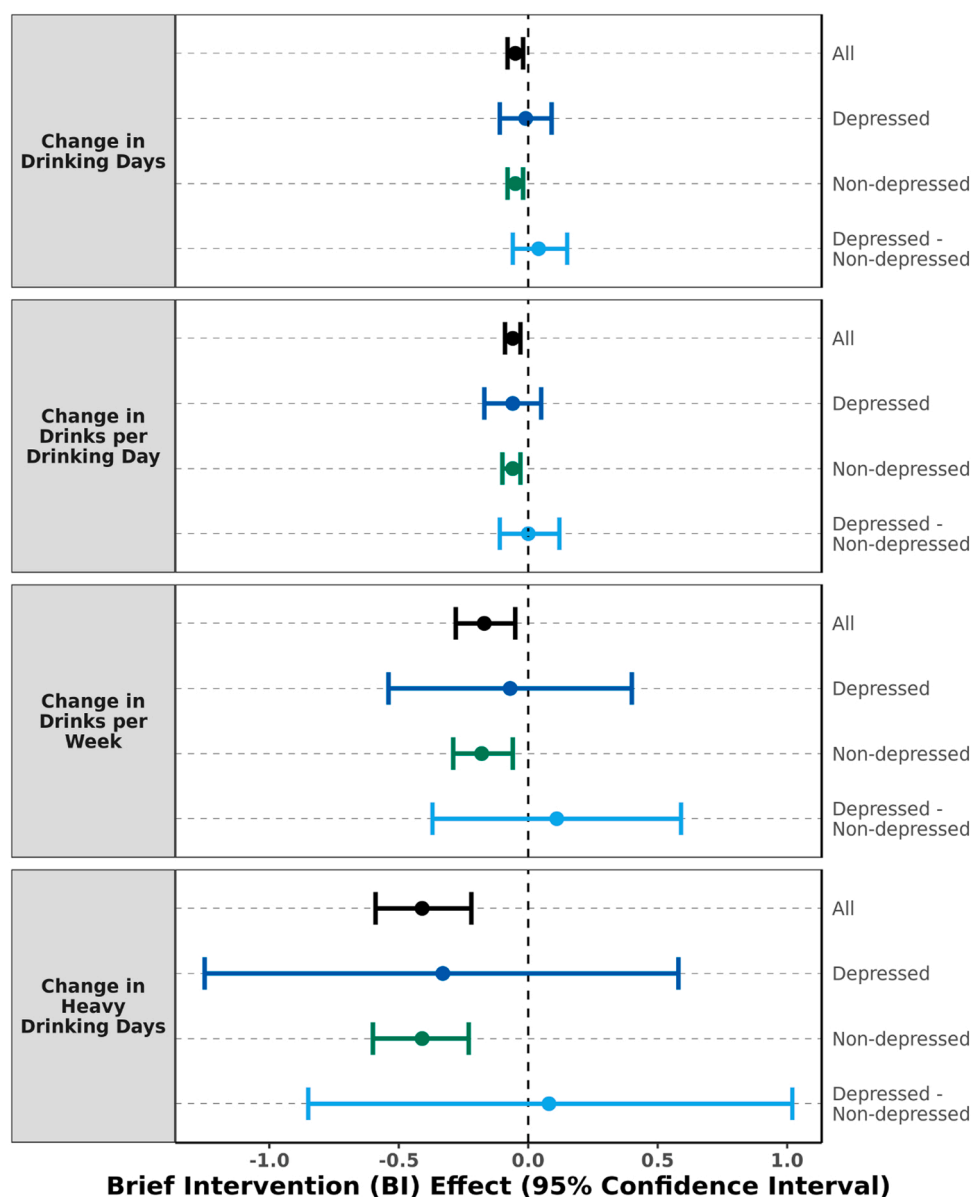 Change in
Drinking Days
All
Depressed
Non-depressed
Depressed -
Non-depressed
Change in
Drinks per
Drinking Day
All
Depressed
Non-depressed
Depressed -
Non-depressed
Change in
Drinks per
Week
All
Depressed
Non-depressed
Depressed -
Non-depressed
Change in
Heavy
Drinking Days
All
Depressed
Non-depressed
Depressed -
Non-depressed
-1.0 -0.5 0.0 0.5 1.0
Brief Intervention (BI) Effect (95% Confidence Interval)